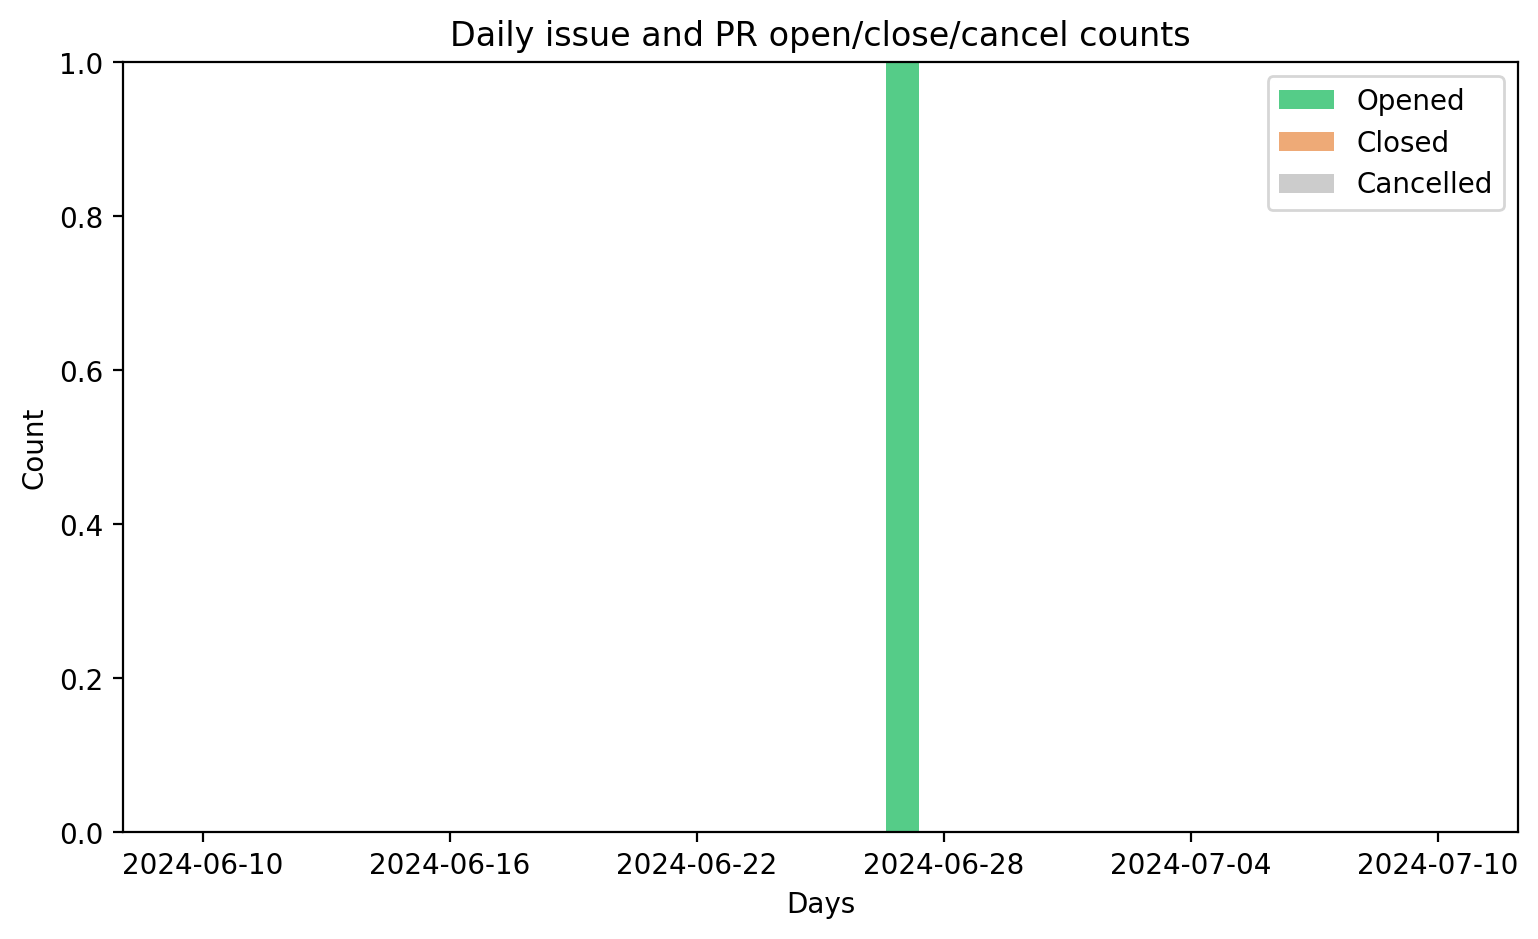 Daily issue and PR open/close/cancel counts
1.0
0.8
0.6
0.4
0.2
0.0
Count
Opened
Closed
Cancelled
2024-06-10
2024-06-16
2024-06-22
2024-06-28
2024-07-04
2024-07-10
Days